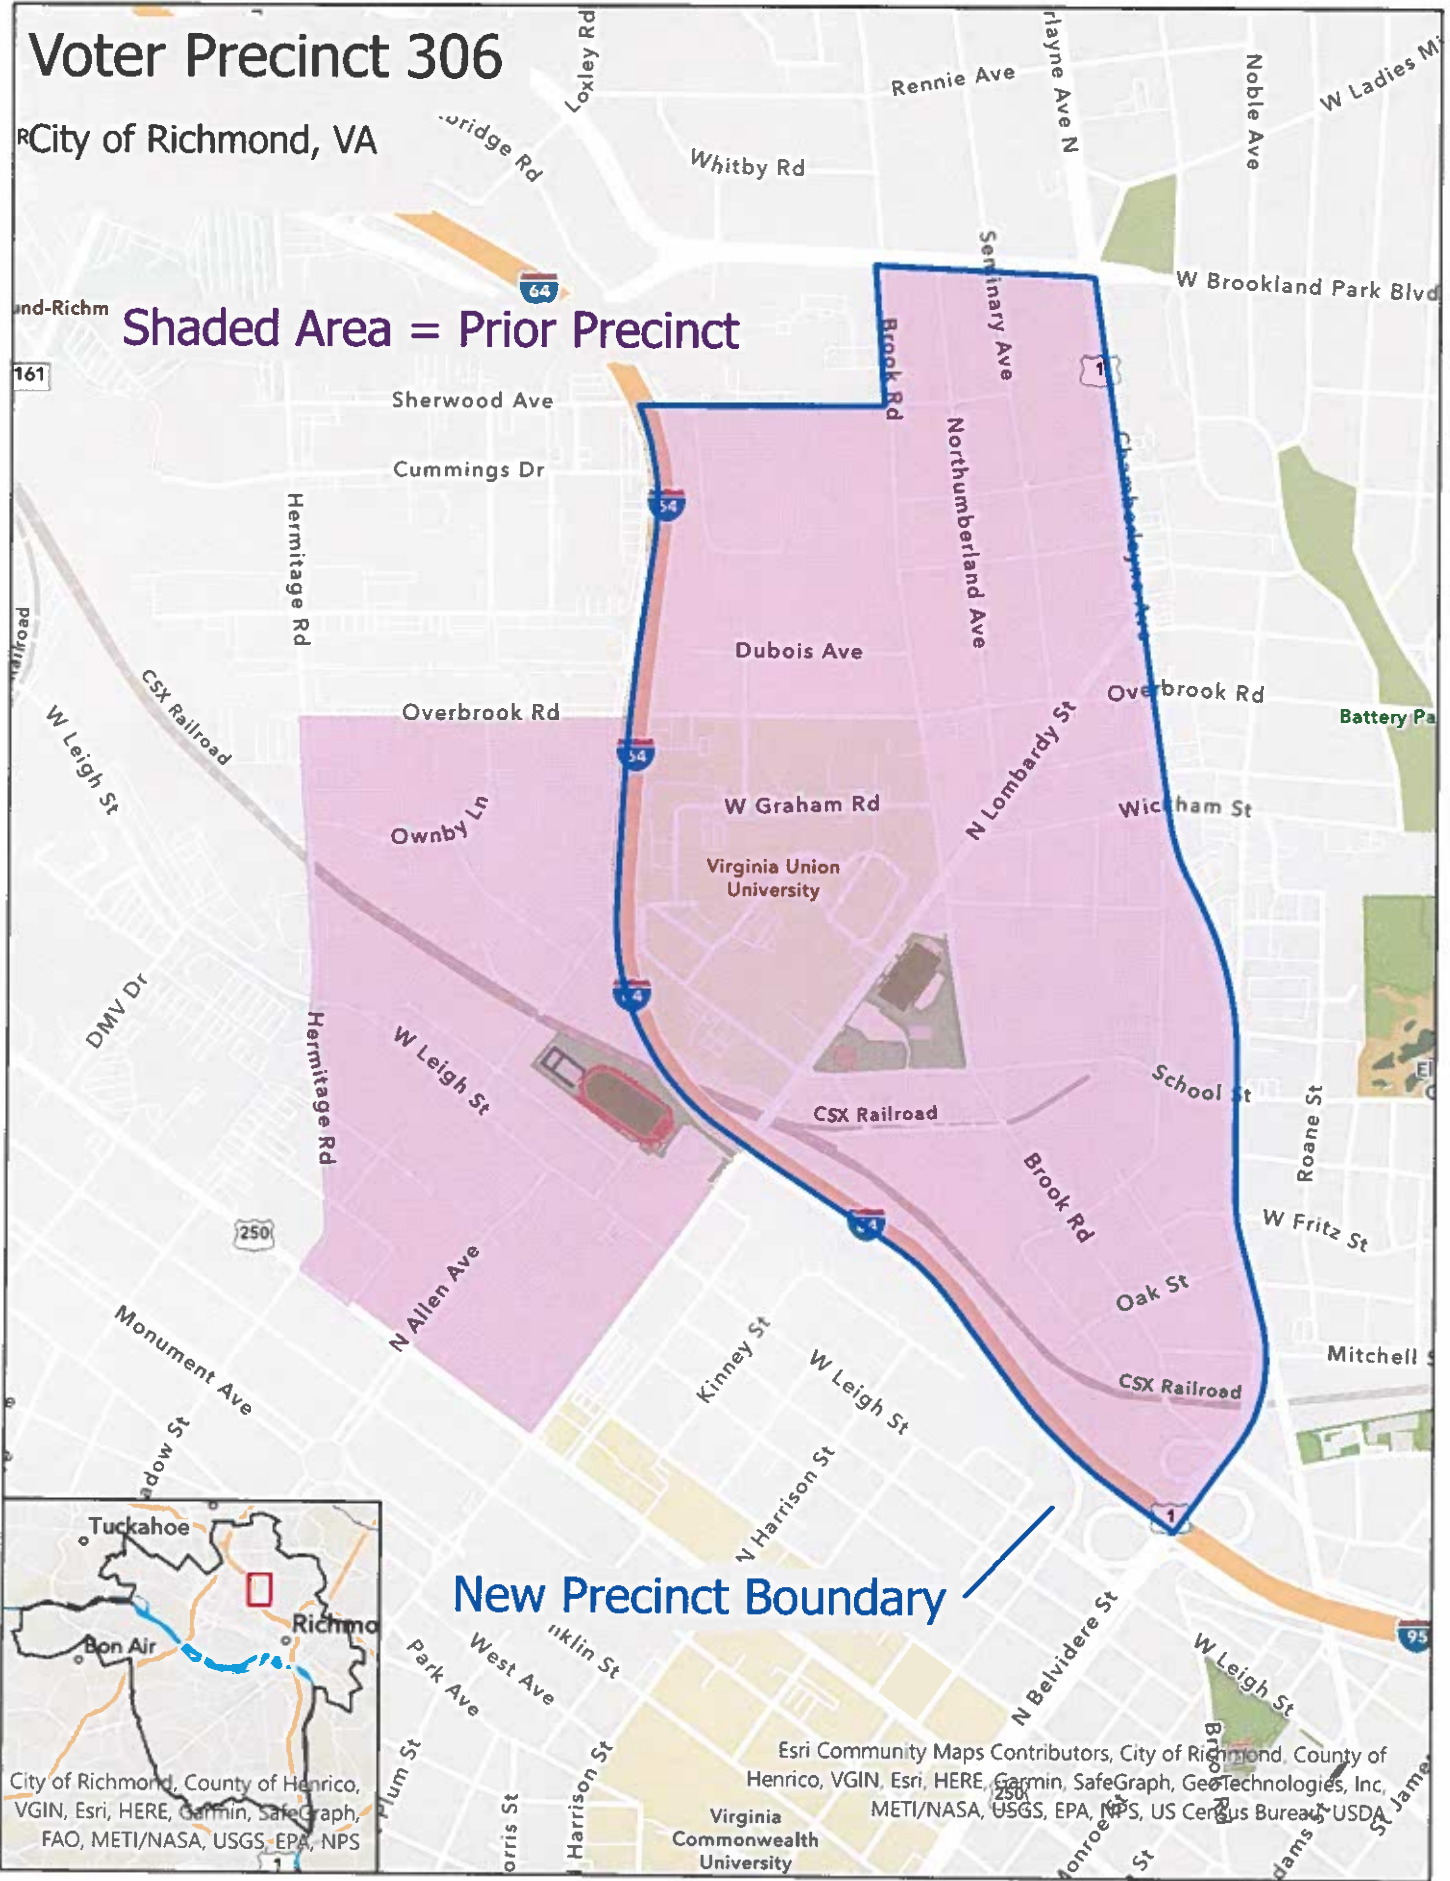 Voter Precinct 306
City of Richmond, VA
Loxley Rd
Rennie Ave
Noble Ave
Whitby Rd
W Brookland Park Blvd
64
Shaded Area = Prior Precinct
161
Seminary Ave
Brook Rd
1
Sherwood Ave
Cummings Dr
Hermitage Rd
Northumberland Ave
Chamberlayne Ave
Dubois Ave
CSX Railroad
Overbrook Rd
Overbrook Rd
W Leigh St
N Lombardy St
Ownby Ln
W Graham Rd
Wickham St
Virginia Union
University
DMV Dr
Hermitage Rd
W Leigh St
CSX Railroad
School St
Roane St
Brook Rd
250
W Fritz St
N Allen Ave
Oak St
Monument Ave
Kinney St
W Leigh St
Mitchell
CSX Railroad
N Harrison St
1
New Precinct Boundary
95
Tuckahoe
Bon Air
Park Ave
West Ave
N Belvidere St
W Leigh St
Plum St
Harrison St
Brook Rd
250
Virginia
Commonwealth
University
Esri Community Maps Contributors, City of Richmond, County of
Henrico, VGIN, Esri, HERE, Garmin, SafeGraph, GeoTechnologies, Inc,
METI/NASA, USGS, EPA, NPS, US Census Bureau, USDA
City of Richmond, County of Henrico,
VGIN, Esri, HERE, Garmin, SafeGraph,
FAO, METI/NASA, USGS, EPA, NPS
1